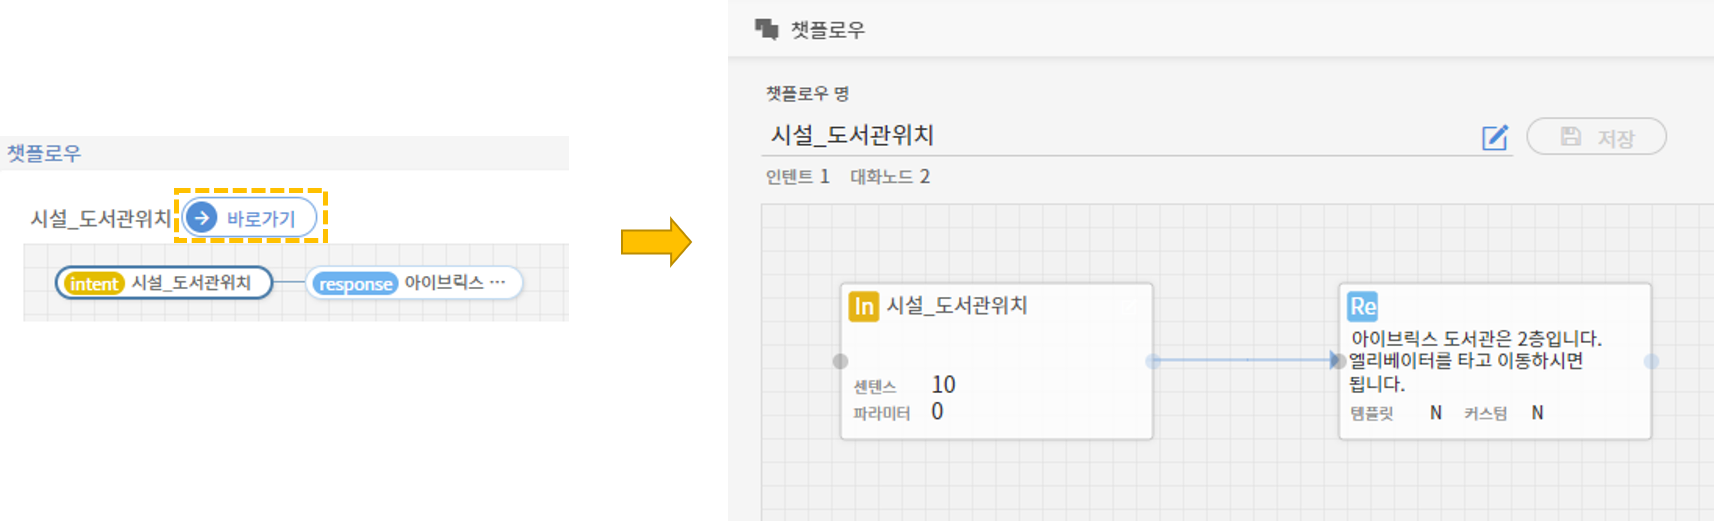 챗플로우
시설_도서관위치
바로가기
intent 시설_도서관위치
response 아이브릭스 ···
챗플로우
챗플로우 명
시설_도서관위치
저장
인텐트 1 대화노드 2
In 시설_도서관위치
센텐스 10
파라미터 0
Re
아이브릭스 도서관은 2층입니다.
엘리베이터를 타고 이동하시면
됩니다.
템플릿 N 커스텀 N